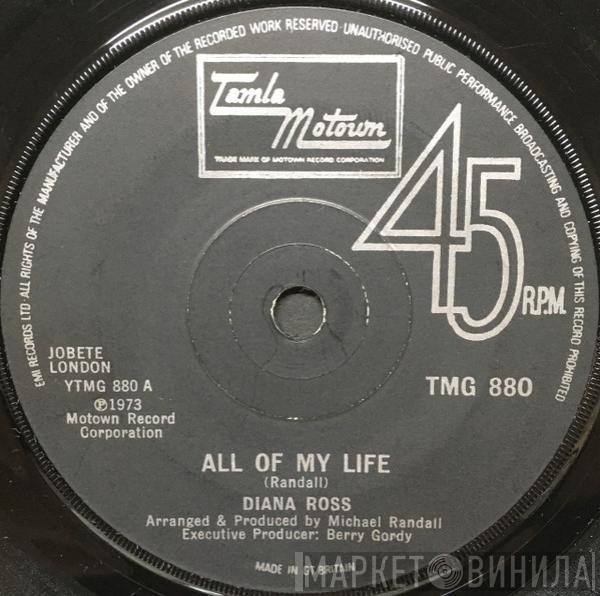 EMI RECORDS LTD·ALL RIGHTS OF THE MANUFACTURER AND OF THE OWNER OF THE RECORDED WORK RESERVED·UNAUTHORISED PUBLIC PERFORMANCE BROADCASTING AND COPYING OF THIS RECORD PROHIBITED
Tamla
Motown
TRADE MARK OF MOTOWN RECORD CORPORATION
45
R.P.M.
JOBETE
LONDON
YTMG 880 A
℗1973
Motown Record
Corporation
TMG 880
ALL OF MY LIFE
(Randall)
DIANA ROSS
Arranged & Produced by Michael Randall
Executive Producer: Berry Gordy
MADE IN GT. BRITAIN
МАРКЕТ ВИНИЛА